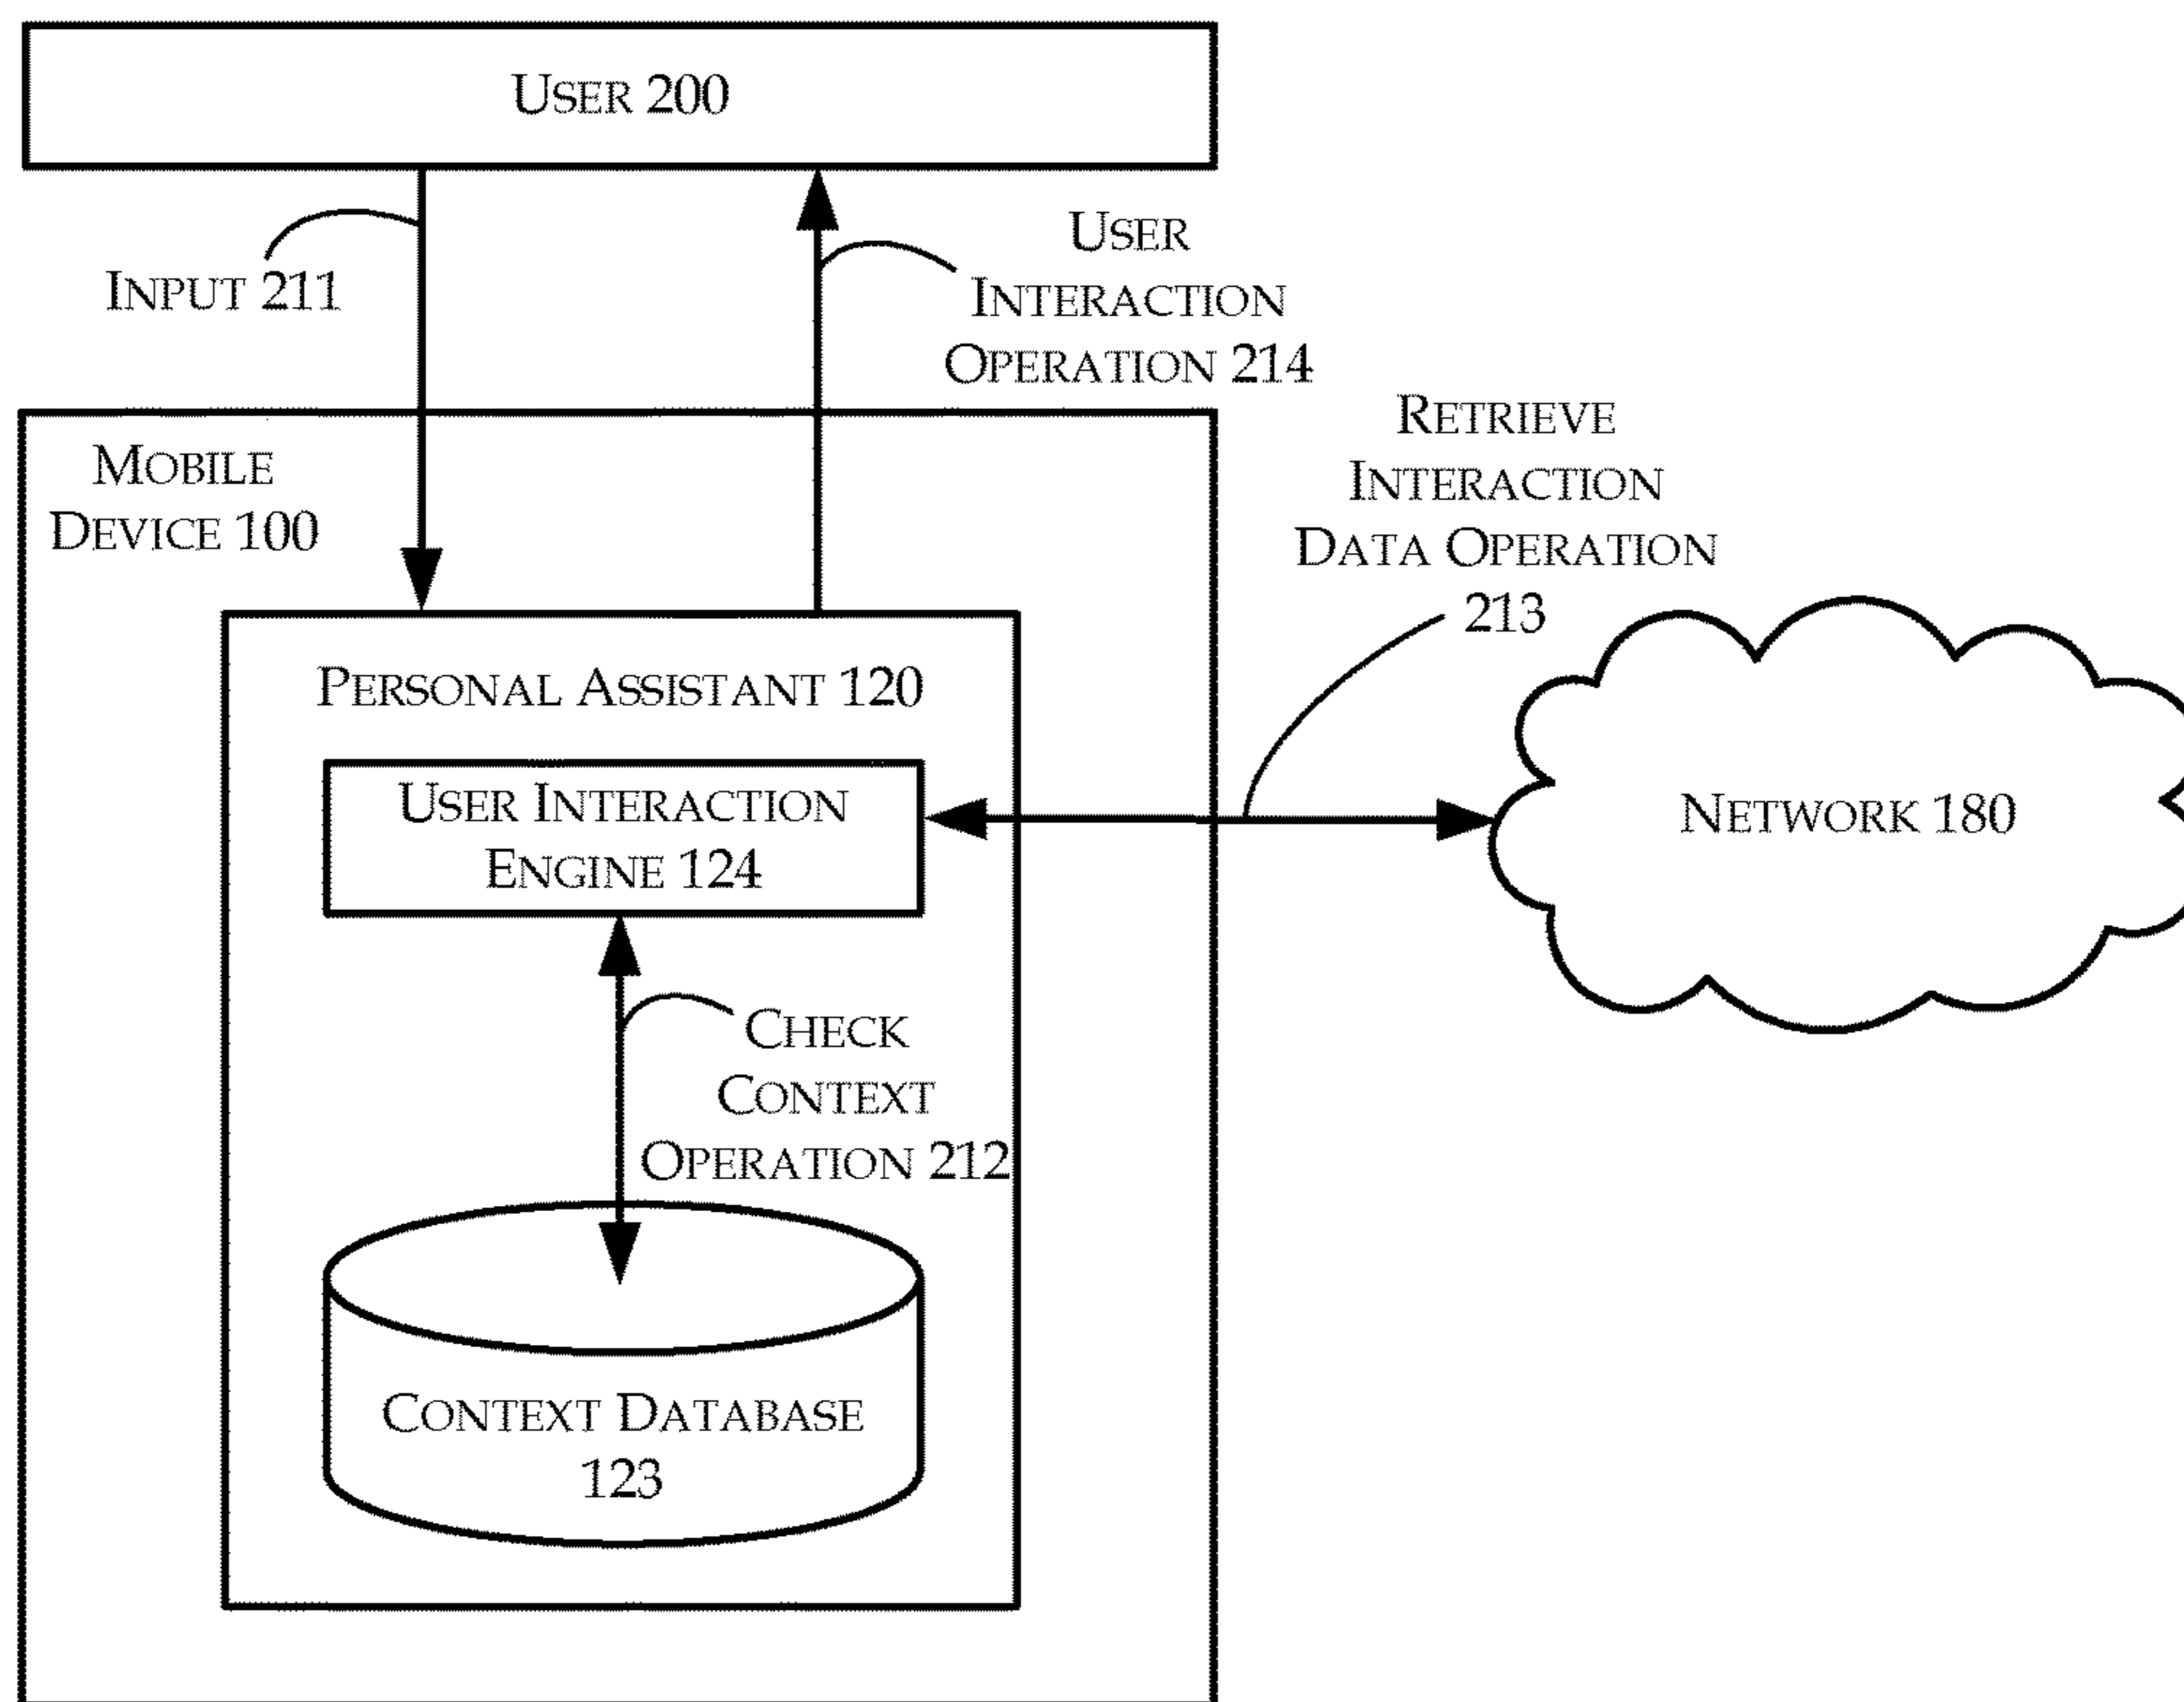 USER 200
INPUT 211
USER
INTERACTION
OPERATION 214
MOBILE
DEVICE 100
RETRIEVE
INTERACTION
DATA OPERATION
213
PERSONAL ASSISTANT 120
USER INTERACTION
ENGINE 124
NETWORK 180
CHECK
CONTEXT
OPERATION 212
CONTEXT DATABASE
123